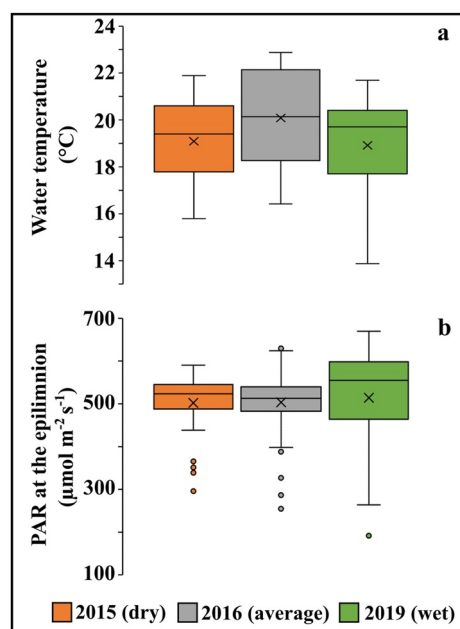 a
Water temperature
(°C)
24
22
20
18
16
14
b
PAR at the epilimnion
(µmol m⁻² s⁻¹)
700
500
300
100
2015 (dry) 2016 (average) 2019 (wet)